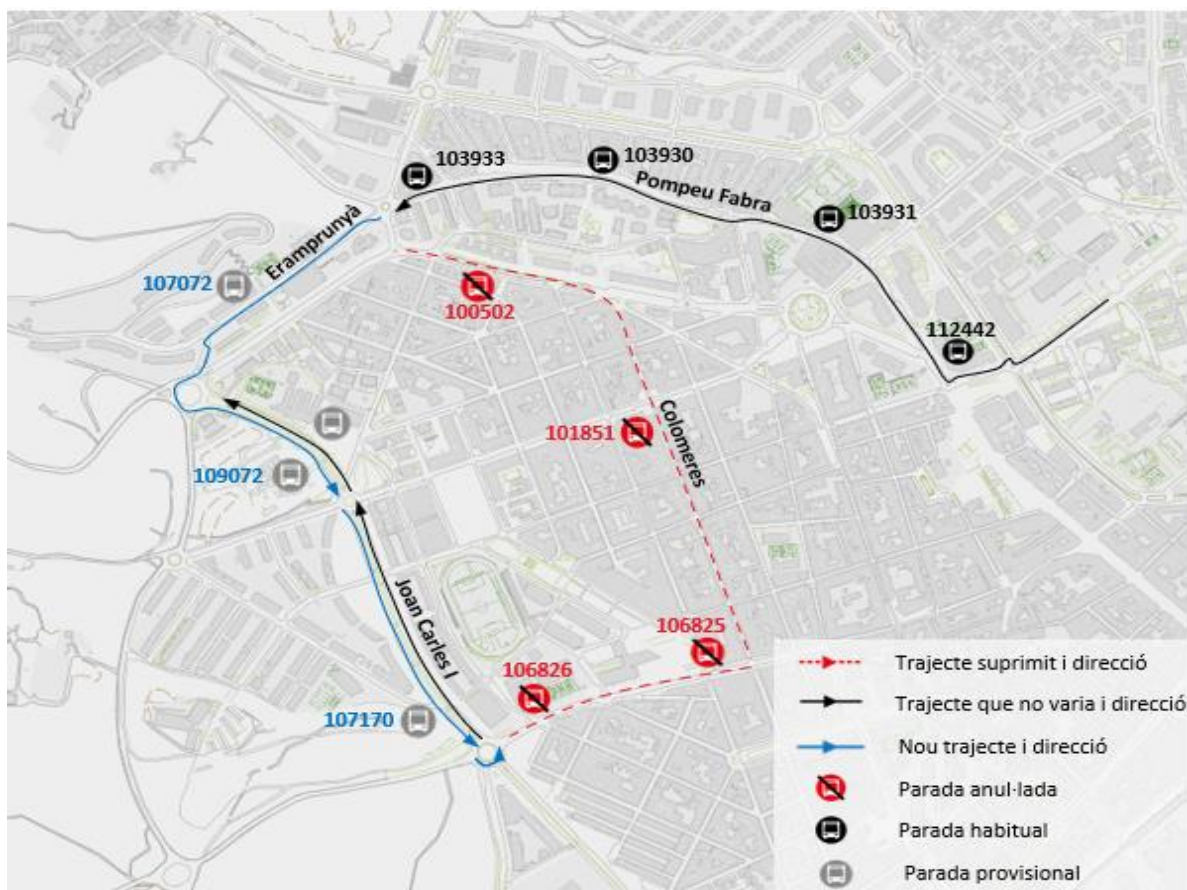 103933
103930
Pompeu Fabra
103931
Eramprunyà
107072
100502
112442
Colomeres
101851
109072
Joan Carles I
106825
106826
107170
Trajecte suprimit i direcció
Trajecte que no varia i direcció
Nou trajecte i direcció
Parada anul·lada
Parada habitual
Parada provisional